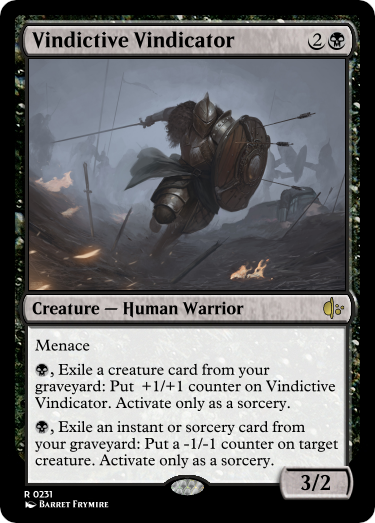 Vindictive Vindicator 2
Creature — Human Warrior
Menace
, Exile a creature card from your
graveyard: Put +1/+1 counter on Vindictive
Vindicator. Activate only as a sorcery.
, Exile an instant or sorcery card from
your graveyard: Put a -1/-1 counter on target
creature. Activate only as a sorcery.
3/2
R 0231
Barret Frymire